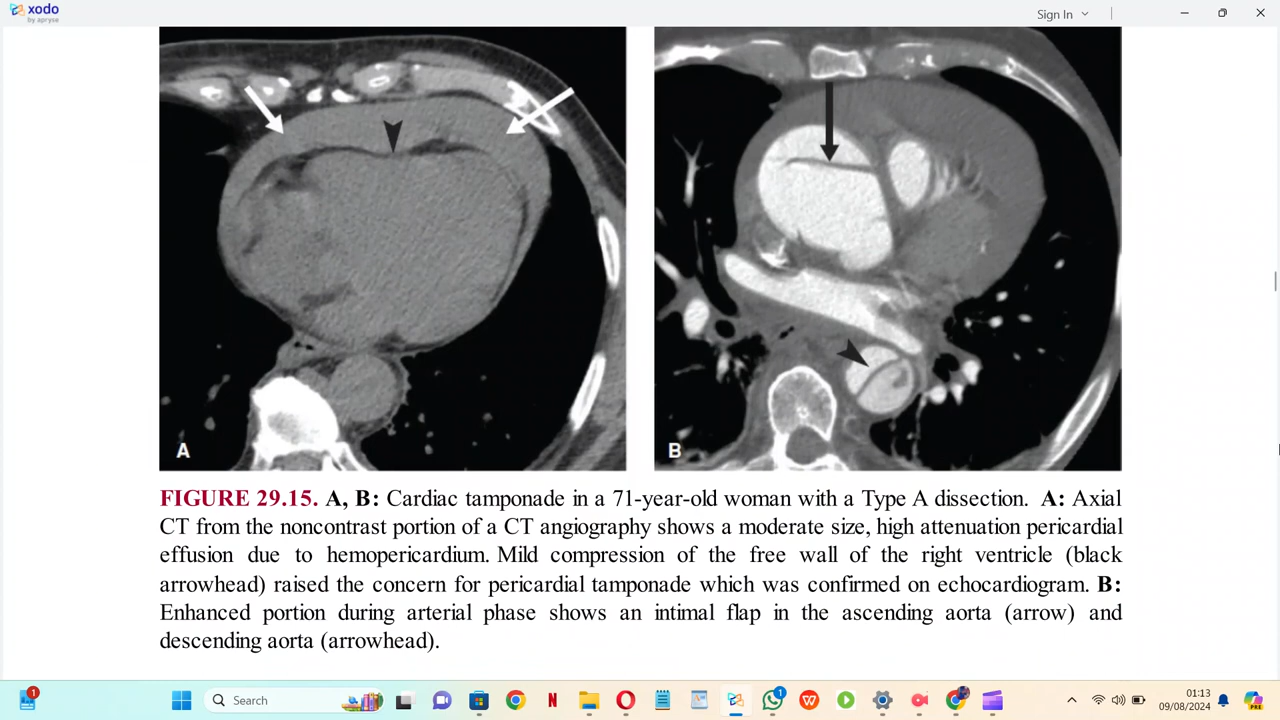 xodo
by apryse
Sign In
A
B
FIGURE 29.15. A, B: Cardiac tamponade in a 71-year-old woman with a Type A dissection. A: Axial
CT from the noncontrast portion of a CT angiography shows a moderate size, high attenuation pericardial
effusion due to hemopericardium. Mild compression of the free wall of the right ventricle (black
arrowhead) raised the concern for pericardial tamponade which was confirmed on echocardiogram. B:
Enhanced portion during arterial phase shows an intimal flap in the ascending aorta (arrow) and
descending aorta (arrowhead).
1
Search
N
1
W
01:13
09/08/2024
PRE